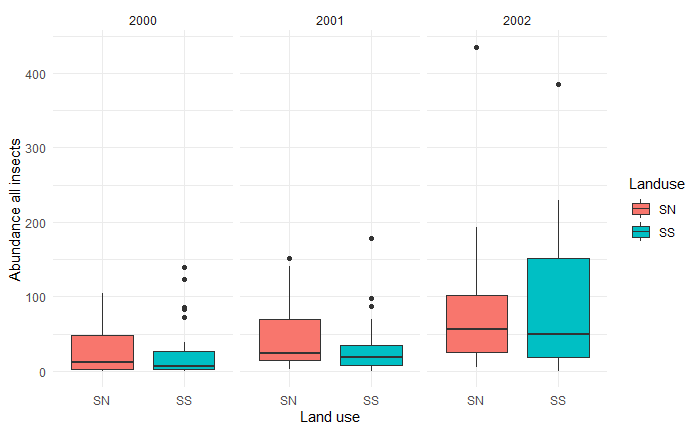 2000 2001 2002
400
300
200
100
0
Abundance all insects
SN SS SN SS SN SS
Land use
Landuse
SN
SS